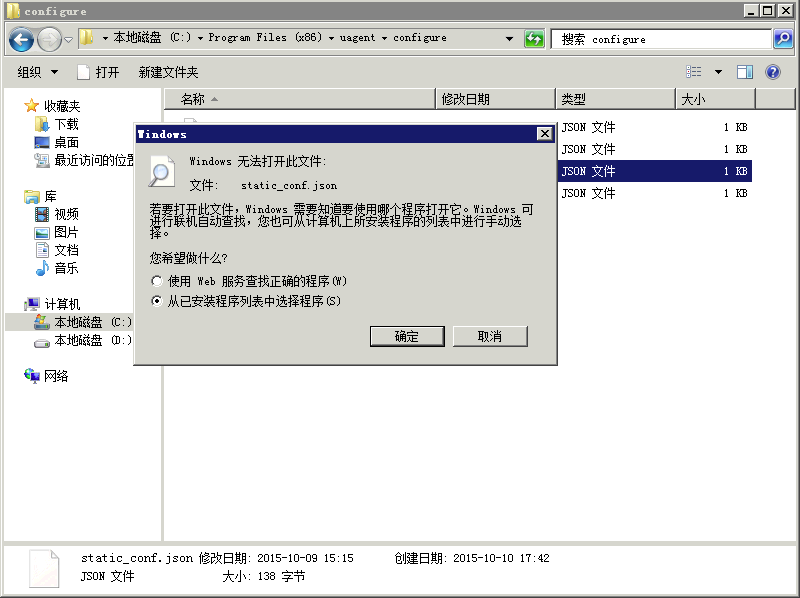 configure
本地磁盘 (C:) Program Files (x86) uagent configure
搜索 configure
组织 打开 新建文件夹
名称 修改日期 类型 大小
收藏夹
下载
桌面
最近访问的位置
库
视频
图片
文档
音乐
计算机
本地磁盘 (C:)
本地磁盘 (D:)
网络
JSON 文件 1 KB
JSON 文件 1 KB
JSON 文件 1 KB
JSON 文件 1 KB
Windows
Windows 无法打开此文件:
文件: static_conf.json
若要打开此文件，Windows 需要知道要使用哪个程序打开它。Windows 可
进行联机自动查找，您也可从计算机上所安装程序的列表中进行手动选
择。
您希望做什么?
使用 Web 服务查找正确的程序(W)
从已安装程序列表中选择程序(S)
确定 取消
static_conf.json 修改日期: 2015-10-09 15:15 创建日期: 2015-10-10 17:42
JSON 文件 大小: 138 字节